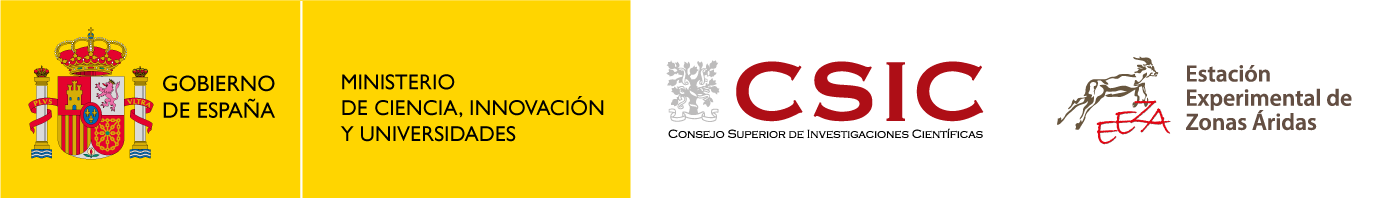 PLVS VLTRA
GOBIERNO
DE ESPAÑA
MINISTERIO
DE CIENCIA, INNOVACIÓN
Y UNIVERSIDADES
CSIC
CONSEJO SUPERIOR DE INVESTIGACIONES CIENTÍFICAS
EEZA
Estación
Experimental de
Zonas Áridas